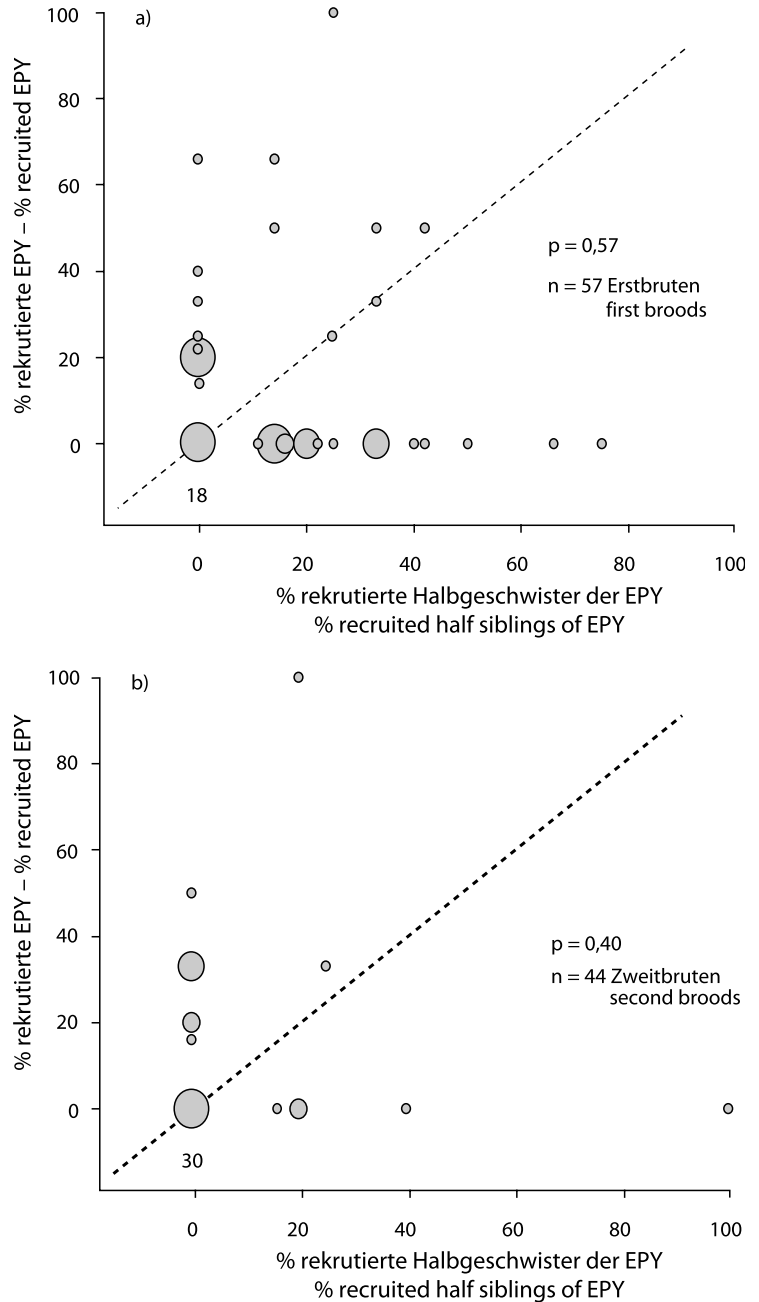 a)
% rekrutierte EPY – % recruited EPY
100
80
60
40
20
0
p = 0,57
n = 57 Erstbruten
first broods
18
0 20 40 60 80 100
% rekrutierte Halbgeschwister der EPY
% recruited half siblings of EPY
b)
% rekrutierte EPY – % recruited EPY
100
80
60
40
20
0
p = 0,40
n = 44 Zweitbruten
second broods
30
0 20 40 60 80 100
% rekrutierte Halbgeschwister der EPY
% recruited half siblings of EPY